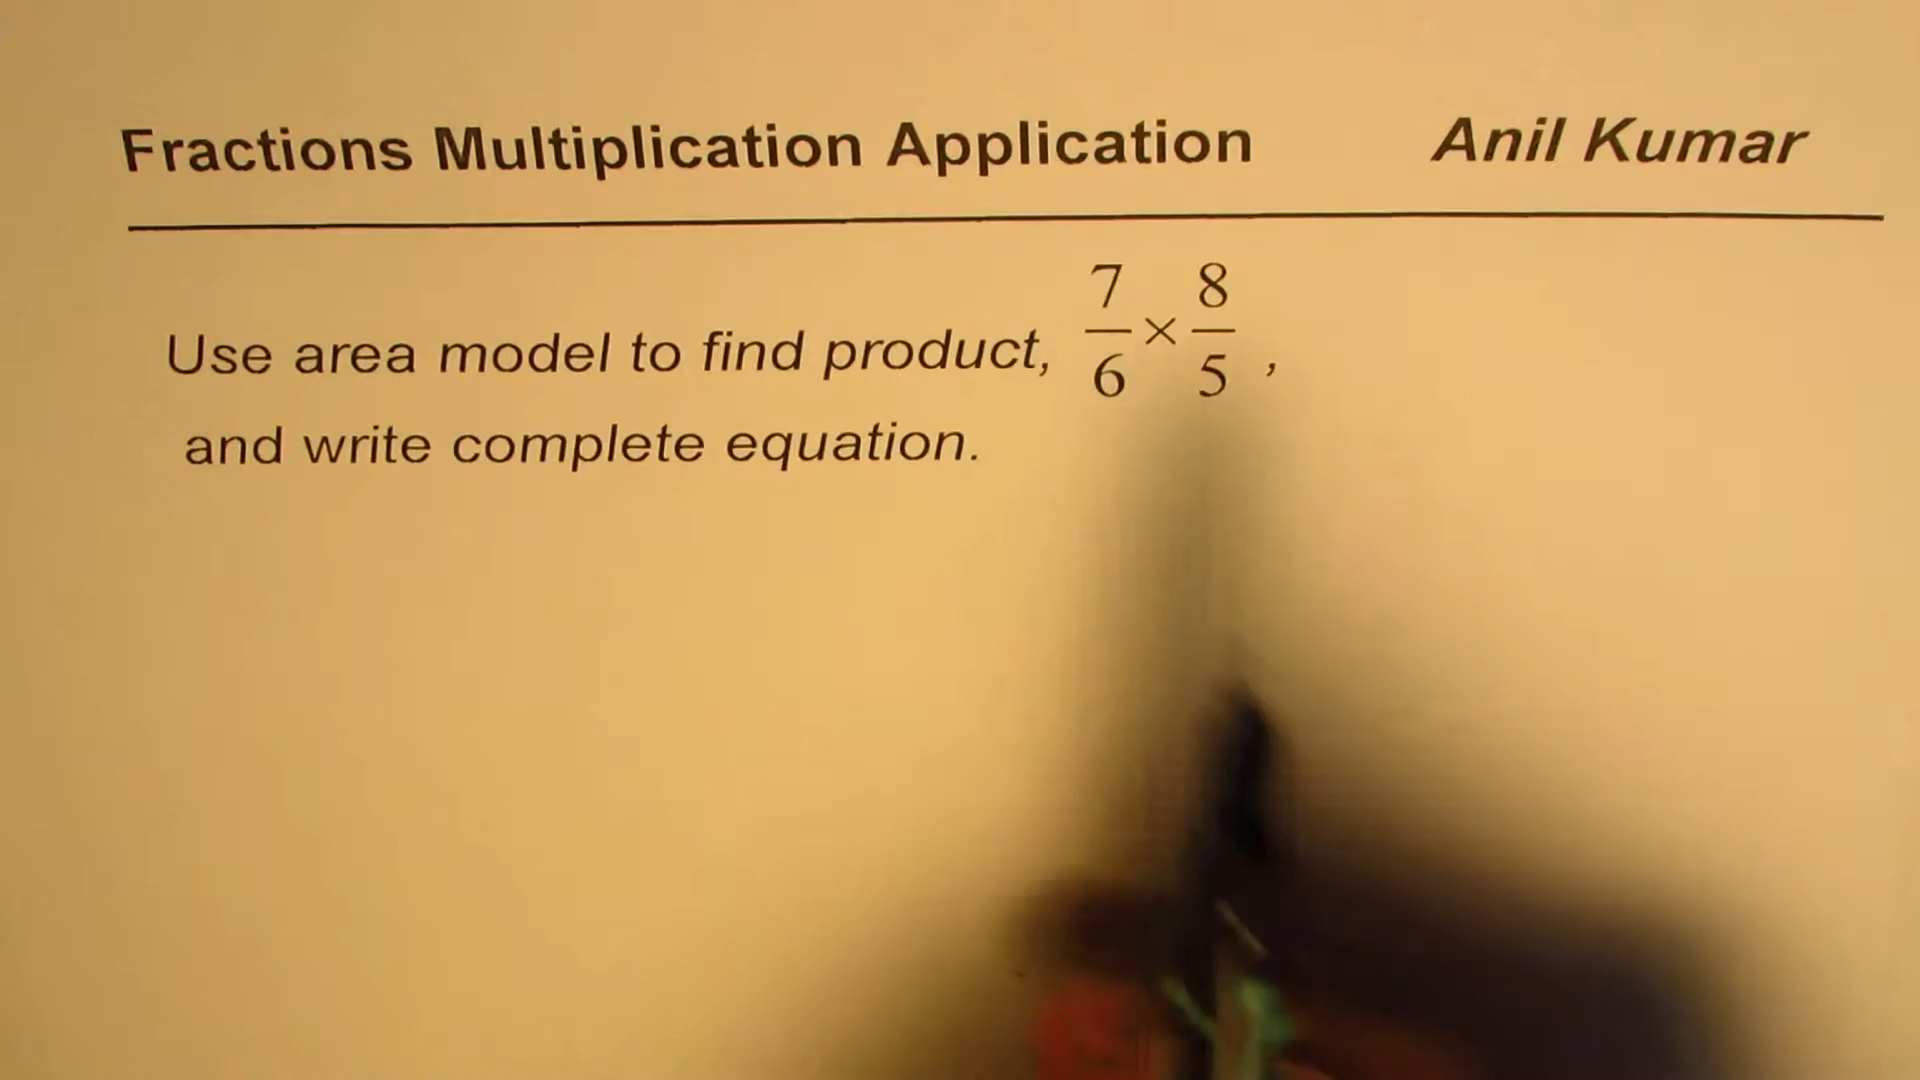 Fractions Multiplication Application Anil Kumar
Use area model to find product, 7/6 × 8/5 ,
and write complete equation.